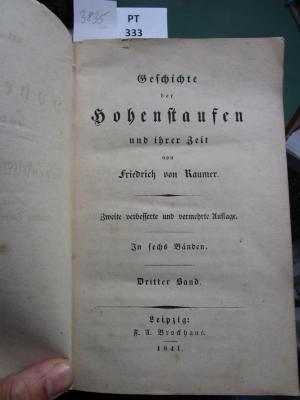 3835
PT
333
Geschichte
der
Hohenstaufen
und ihrer Zeit
von
Friedrich von Raumer.
Zweite verbesserte und vermehrte Auflage.
In sechs Bänden.
Dritter Band.
Leipzig:
F. A. Brockhaus.
1841.